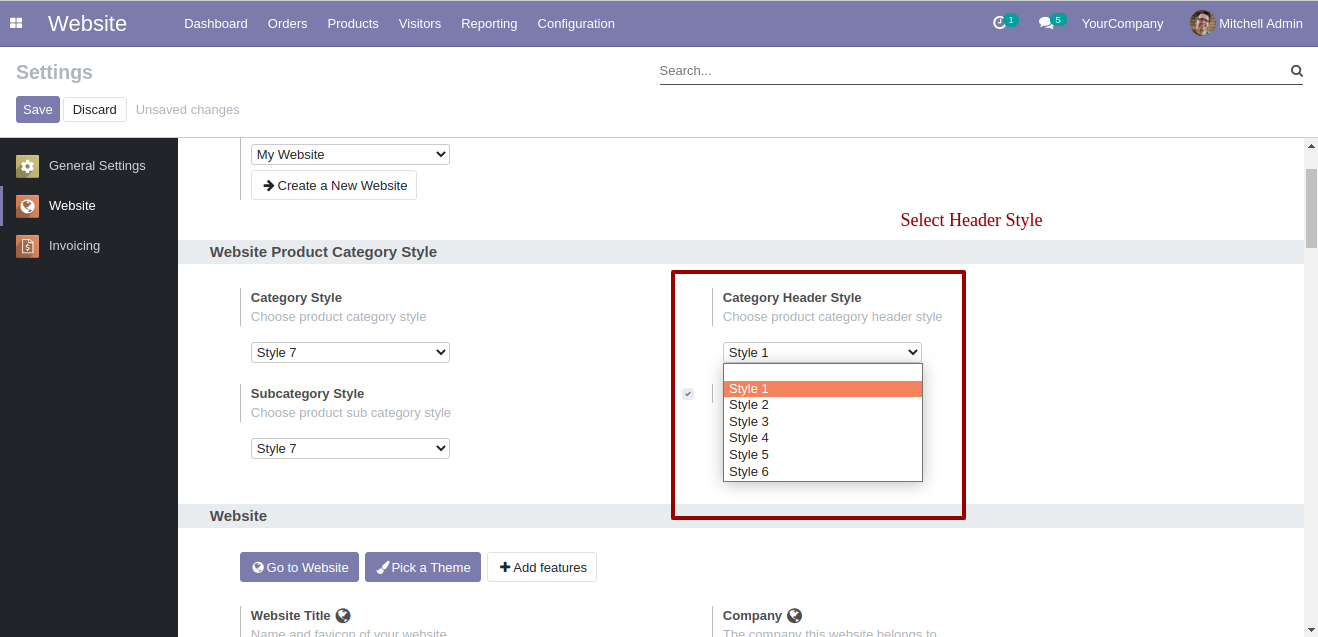 Website Dashboard Orders Products Visitors Reporting Configuration 1 5 YourCompany Mitchell Admin
Settings Search...
Save Discard Unsaved changes
General Settings
Website
Invoicing
My Website
Create a New Website
Select Header Style
Website Product Category Style
Category Style
Choose product category style
Style 7
Subcategory Style
Choose product sub category style
Style 7
Category Header Style
Choose product category header style
Style 1
Style 1
Style 2
Style 3
Style 4
Style 5
Style 6
Website
Go to Website Pick a Theme Add features
Website Title
Name and favicon of your website
Company
The company this website belongs to